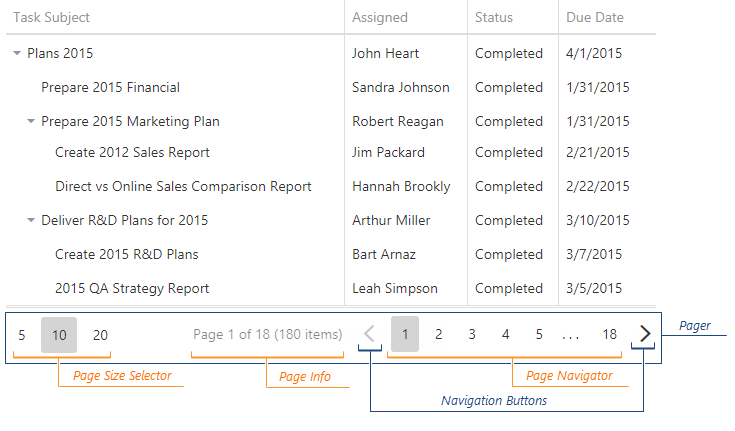 Task Subject Assigned Status Due Date
Plans 2015 John Heart Completed 4/1/2015
Prepare 2015 Financial Sandra Johnson Completed 1/31/2015
Prepare 2015 Marketing Plan Robert Reagan Completed 1/31/2015
Create 2012 Sales Report Jim Packard Completed 2/21/2015
Direct vs Online Sales Comparison Report Hannah Brookly Completed 2/22/2015
Deliver R&D Plans for 2015 Arthur Miller Completed 3/10/2015
Create 2015 R&D Plans Bart Arnaz Completed 3/7/2015
2015 QA Strategy Report Leah Simpson Completed 3/5/2015
5 10 20 Page 1 of 18 (180 items) 1 2 3 4 5 ... 18 Pager
Page Size Selector Page Info Page Navigator
Navigation Buttons